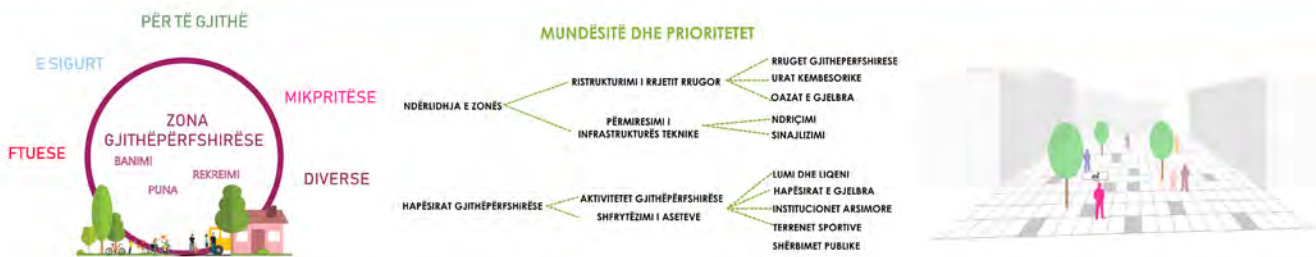 PËR TË GJITHË
E SIGURT
MIKPRITËSE
ZONA
GJITHËPËRFSHIRËSE
FTUESE
BANIMI
REKREIMI
PUNA
DIVERSE
MUNDËSITË DHE PRIORITETET
NDËRLIDHJA E ZONËS
RISTRUKTURIMI I RRJETIT RRUGOR
RRUGET GJITHEPERFSHIRESE
URAT KEMBESORIKE
OAZAT E GJELBRA
PËRMIRESIMI I
INFRASTRUKTURËS TEKNIKE
NDRIÇIMI
SINAJLIZIMI
HAPËSIRAT GJITHËPËRFSHIRËSE
AKTIVITETET GJITHËPËRFSHIRËSE
SHFRYTËZIMI I ASETEVE
LUMI DHE LIQENI
HAPËSIRAT E GJELBRA
INSTITUCIONET ARSIMORE
TERRENET SPORTIVE
SHËRBIMET PUBLIKE